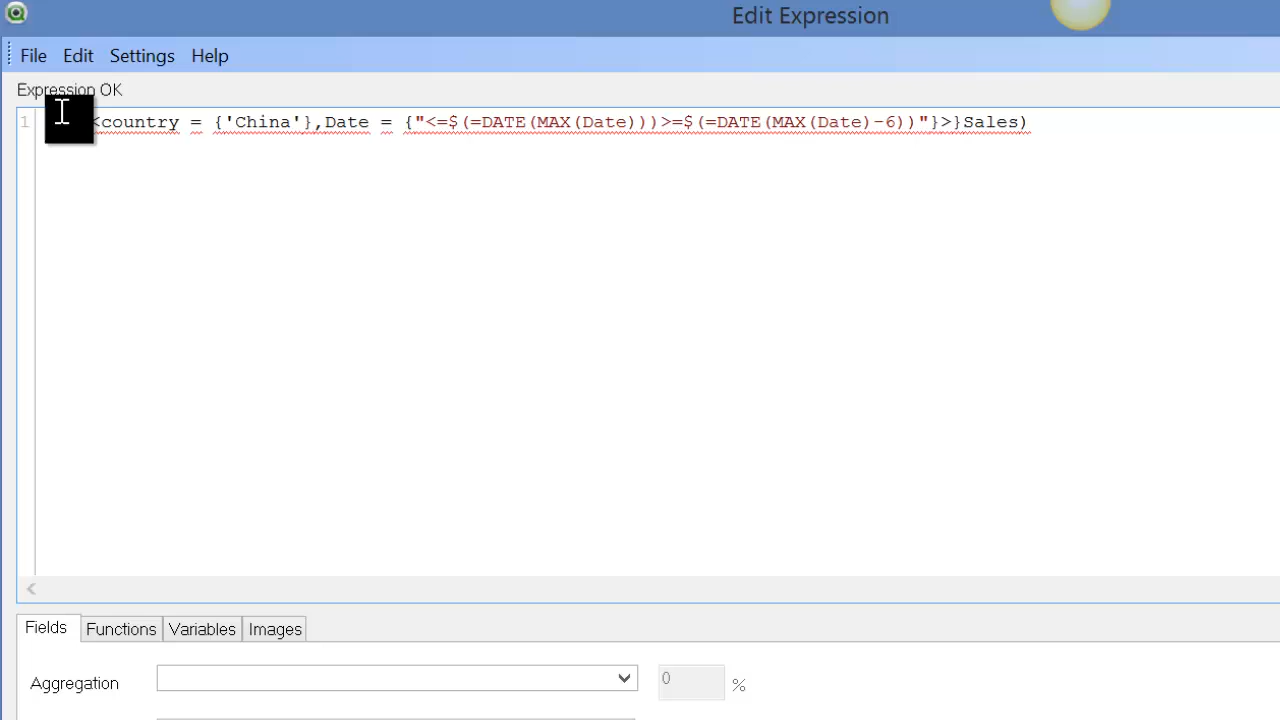 Edit Expression
File Edit Settings Help
Expression OK
1 <country = {'China'},Date = {"<=$(=DATE(MAX(Date)))>=$(=DATE(MAX(Date)-6))"}>}Sales)
Fields Functions Variables Images
Aggregation 0 %